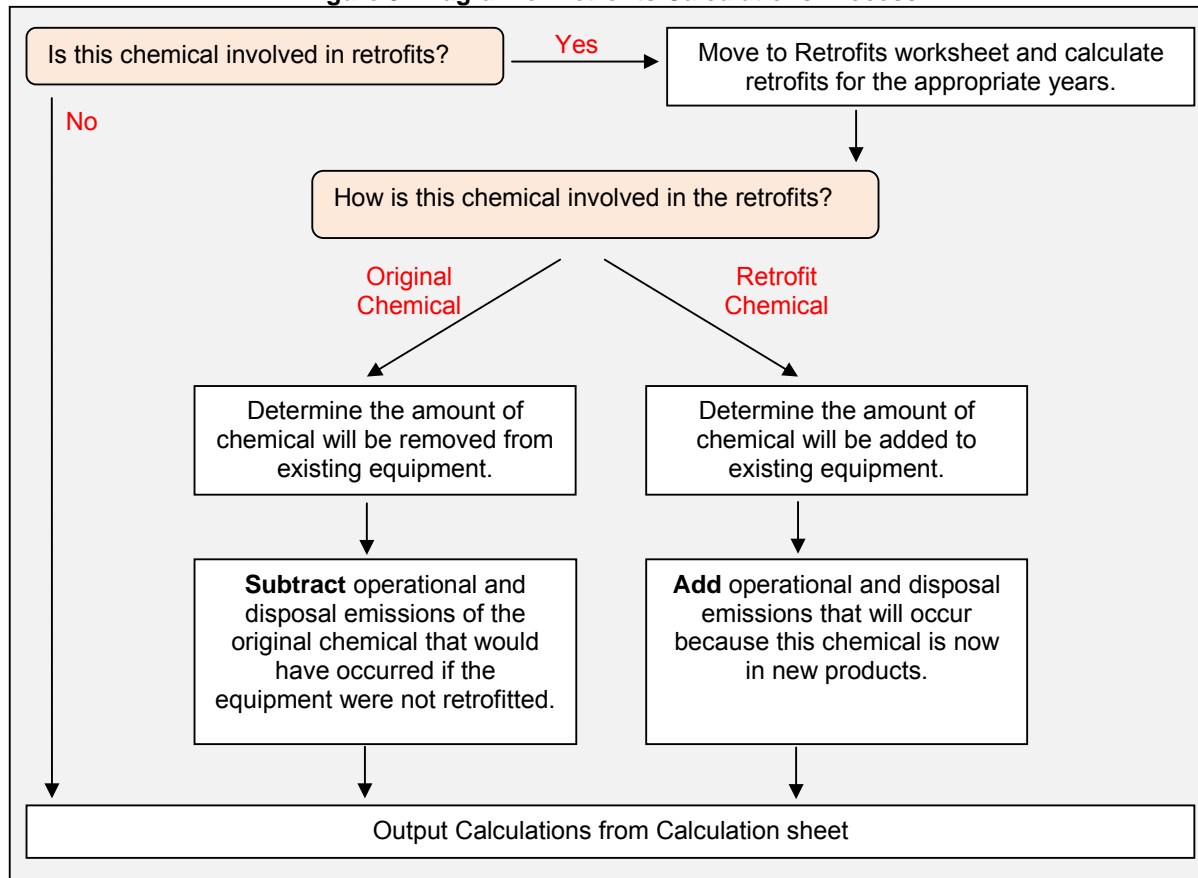 Is this chemical involved in retrofits?
Yes
Move to Retrofits worksheet and calculate
retrofits for the appropriate years.
No
How is this chemical involved in the retrofits?
Original
Chemical
Retrofit
Chemical
Determine the amount of
chemical will be removed from
existing equipment.
Determine the amount of
chemical will be added to
existing equipment.
Subtract operational and
disposal emissions of the
original chemical that would
have occurred if the
equipment were not retrofitted.
Add operational and disposal
emissions that will occur
because this chemical is now
in new products.
Output Calculations from Calculation sheet